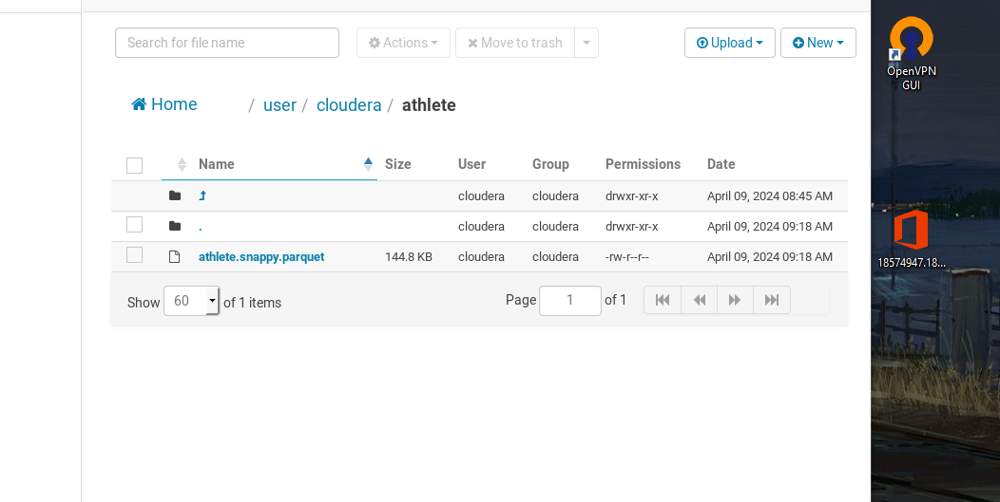 Search for file name Actions Move to trash Upload New
Home / user / cloudera / athlete
Name Size User Group Permissions Date
cloudera cloudera drwxr-xr-x April 09, 2024 08:45 AM
. cloudera cloudera drwxr-xr-x April 09, 2024 09:18 AM
athlete.snappy.parquet 144.8 KB cloudera cloudera -rw-r--r-- April 09, 2024 09:18 AM
Show 60 of 1 items Page 1 of 1
OpenVPN
GUI
18574947.18...